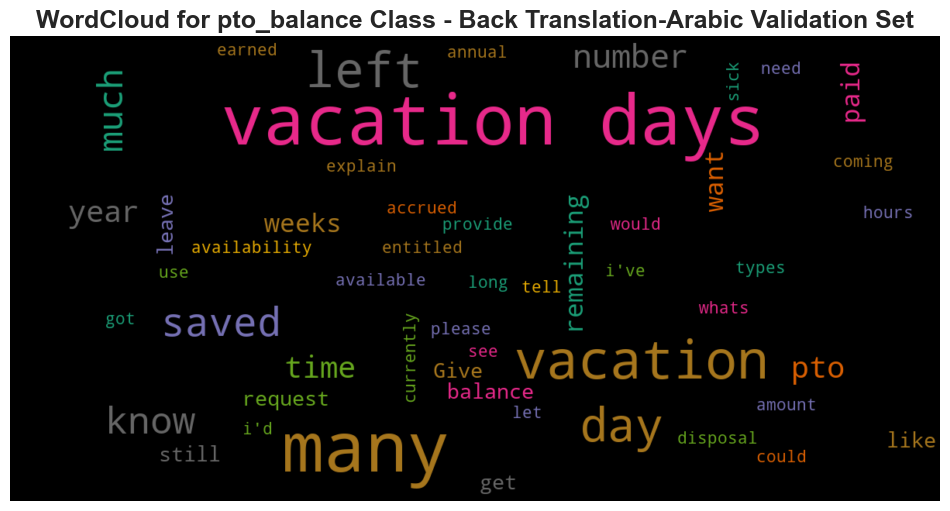 WordCloud for pto_balance Class - Back Translation-Arabic Validation Set
earned
annual
left
number
sick
need
paid
much
vacation days
explain
want
coming
year
leave
weeks
accrued
provide
remaining
would
hours
availability
entitled
use
available
long
tell
i've
types
got
saved
currently
please
whats
see
time
Give
vacation
pto
balance
request
let
amount
know
i'd
many
day
disposal
like
still
could
get